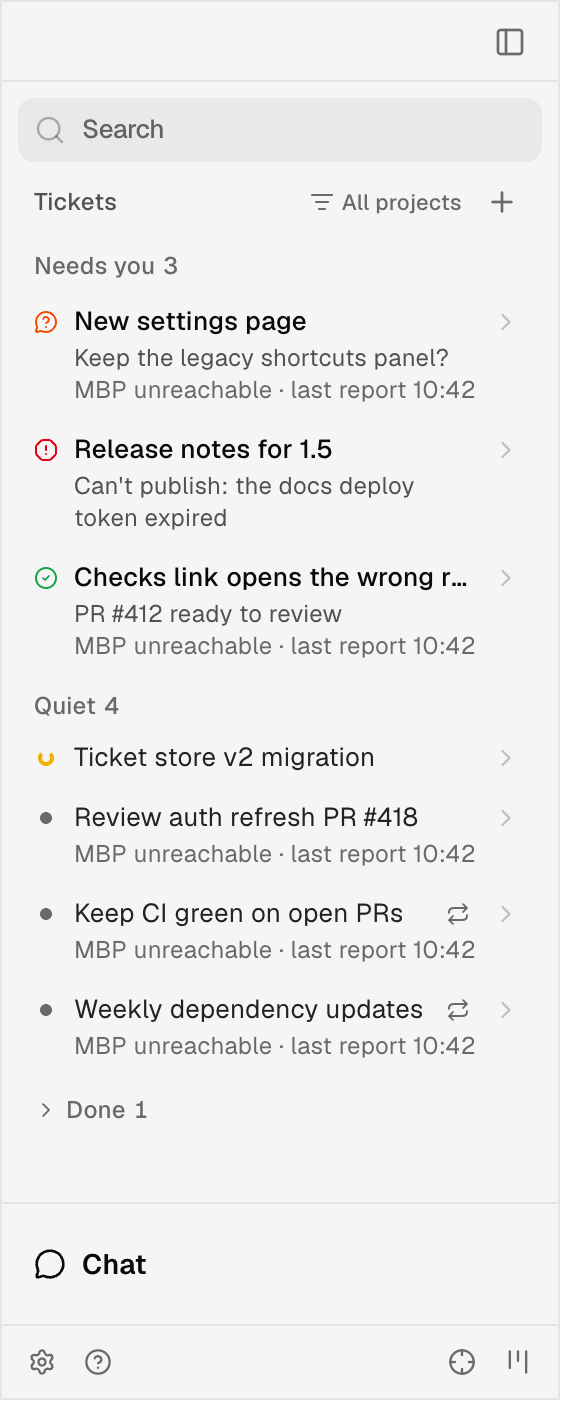 Search
Tickets
All projects
Needs you 3
New settings page
Keep the legacy shortcuts panel?
MBP unreachable · last report 10:42
Release notes for 1.5
Can't publish: the docs deploy
token expired
Checks link opens the wrong r...
PR #412 ready to review
MBP unreachable · last report 10:42
Quiet 4
Ticket store v2 migration
Review auth refresh PR #418
MBP unreachable · last report 10:42
Keep CI green on open PRs
MBP unreachable · last report 10:42
Weekly dependency updates
MBP unreachable · last report 10:42
Done 1
Chat